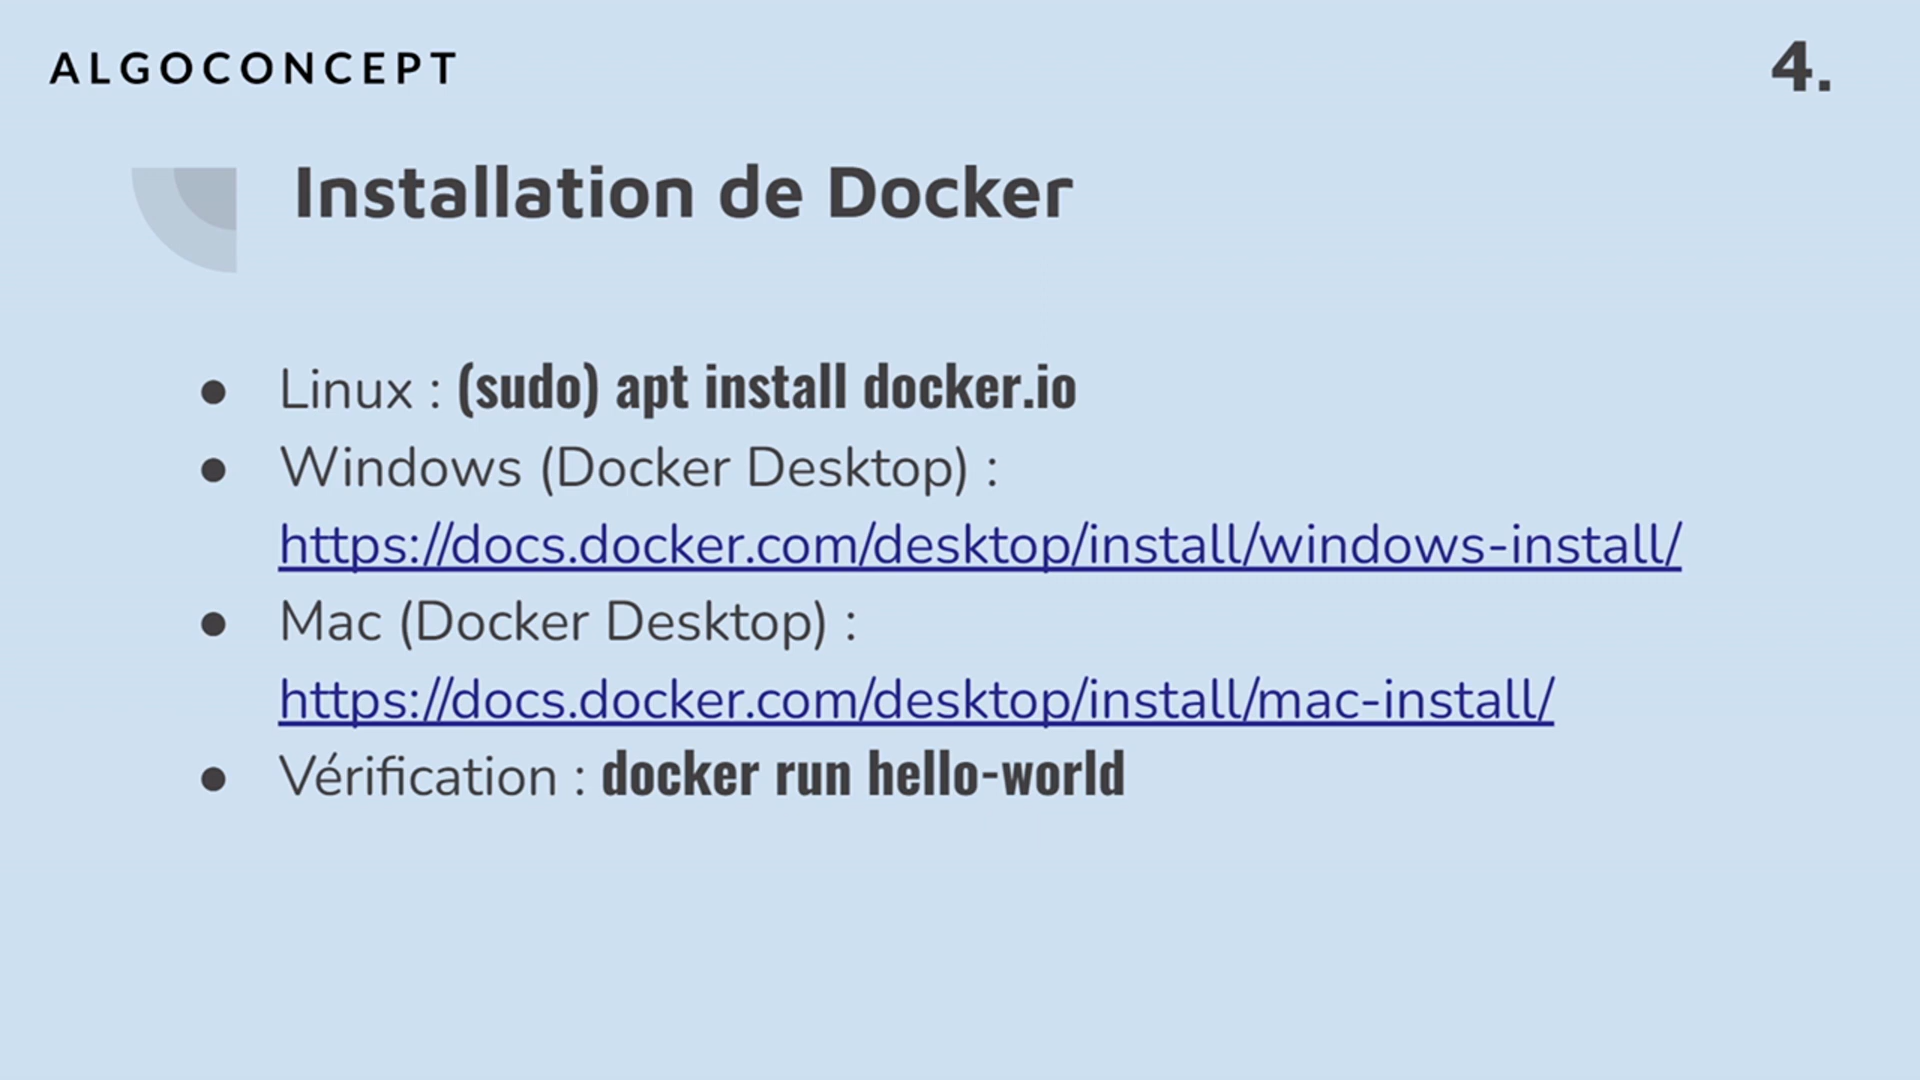 ALGOCONCEPT
4.
Installation de Docker
● Linux : (sudo) apt install docker.io
● Windows (Docker Desktop) :
https://docs.docker.com/desktop/install/windows-install/
● Mac (Docker Desktop) :
https://docs.docker.com/desktop/install/mac-install/
● Vérification : docker run hello-world